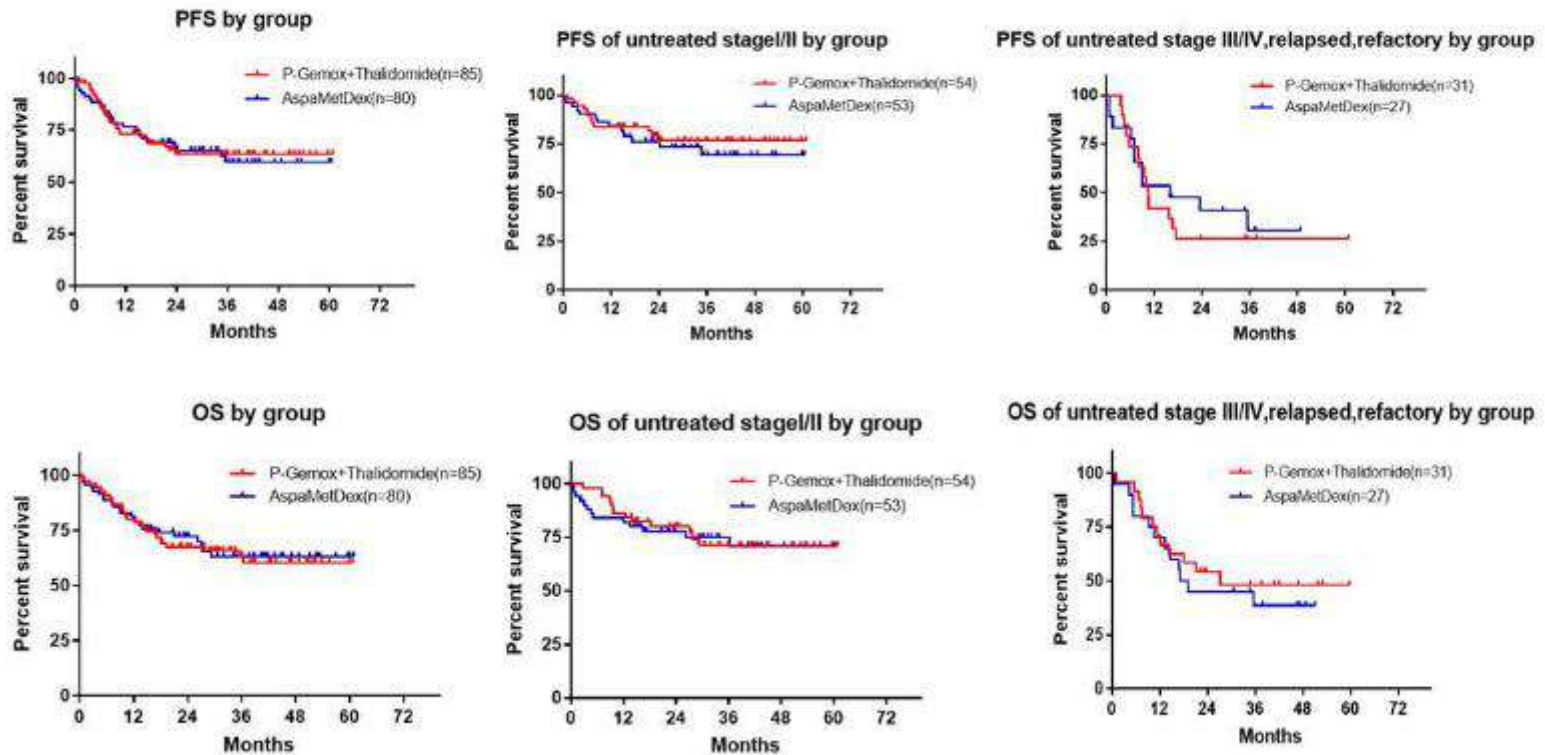 PFS by group
Percent survival
100
75
50
25
0
P-Gemox+Thalidomide(n=85)
AspaMetDex(n=80)
0 12 24 36 48 60 72
Months
PFS of untreated stageI/II by group
Percent survival
100
75
50
25
0
P-Gemox+Thalidomide(n=54)
AspaMetDex(n=53)
0 12 24 36 48 60 72
Months
PFS of untreated stage III/IV,relapsed,refactory by group
Percent survival
100
75
50
25
0
P-Gemox+Thalidomide(n=31)
AspaMetDex(n=27)
0 12 24 36 48 60 72
Months
OS by group
Percent survival
100
75
50
25
0
P-Gemox+Thalidomide(n=85)
AspaMetDex(n=80)
0 12 24 36 48 60 72
Months
OS of untreated stageI/II by group
Percent survival
100
75
50
25
0
P-Gemox+Thalidomide(n=54)
AspaMetDex(n=53)
0 12 24 36 48 60 72
Months
OS of untreated stage III/IV,relapsed,refactory by group
Percent survival
100
75
50
25
0
P-Gemox+Thalidomide(n=31)
AspaMetDex(n=27)
0 12 24 36 48 60 72
Months